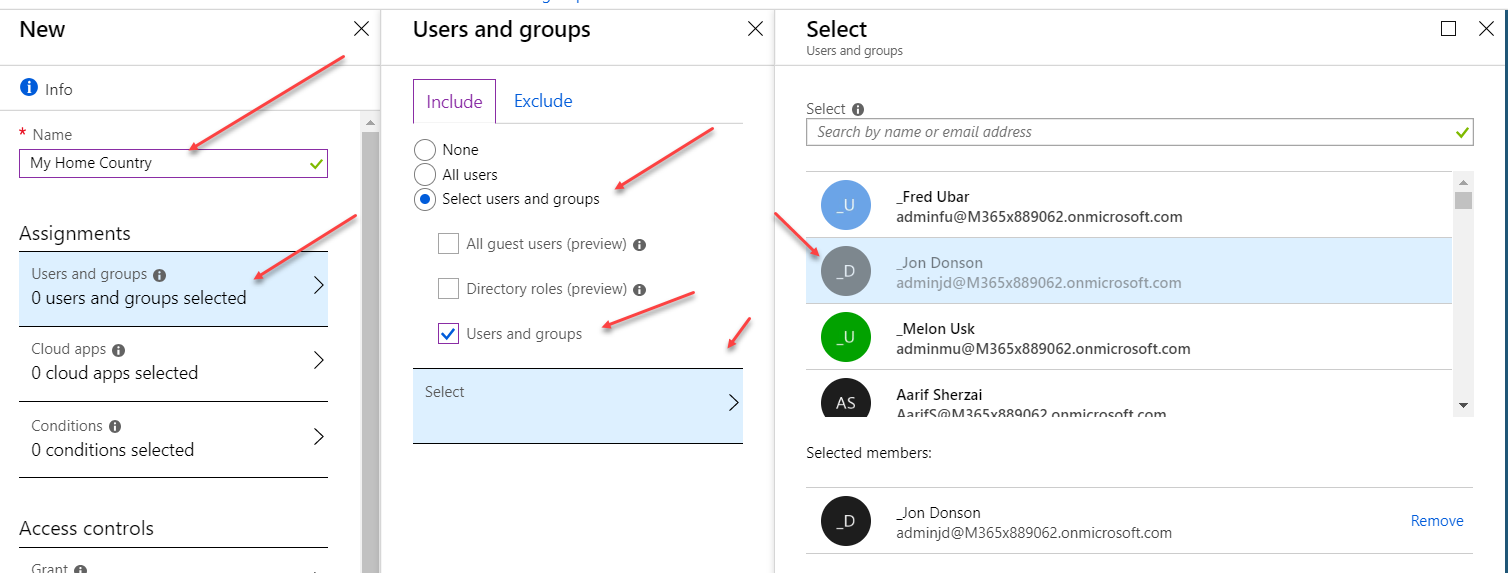 New
Info
* Name
My Home Country
Assignments
Users and groups
0 users and groups selected
Cloud apps
0 cloud apps selected
Conditions
0 conditions selected
Access controls
Grant
Users and groups
Include
Exclude
None
All users
Select users and groups
All guest users (preview)
Directory roles (preview)
Users and groups
Select
Select
Users and groups
Select
Search by name or email address
_U
_Fred Ubar
adminfu@M365x889062.onmicrosoft.com
_D
_Jon Donson
adminjd@M365x889062.onmicrosoft.com
_U
_Melon Usk
adminmu@M365x889062.onmicrosoft.com
AS
Aarif Sherzai
AarifS@M365x889062.onmicrosoft.com
Selected members:
_D
_Jon Donson
adminjd@M365x889062.onmicrosoft.com
Remove